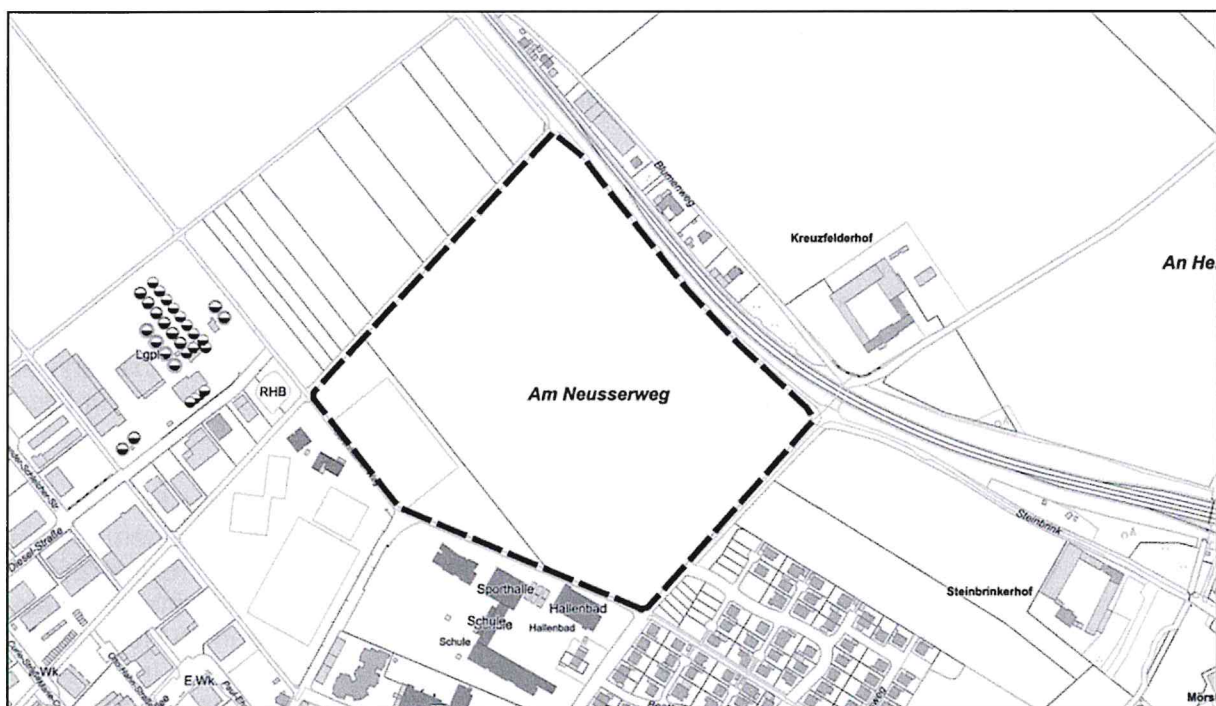 Blumenweg
Kreuzfelderhof
An He
Lgpl
RHB
Am Neusserweg
Diesel-Straße
Steinbrink
Steinbrinkerhof
Sporthalle
Hallenbad
Schule
Schule
Hallenbad
Schule
Wk.
E.Wk.
Mörs